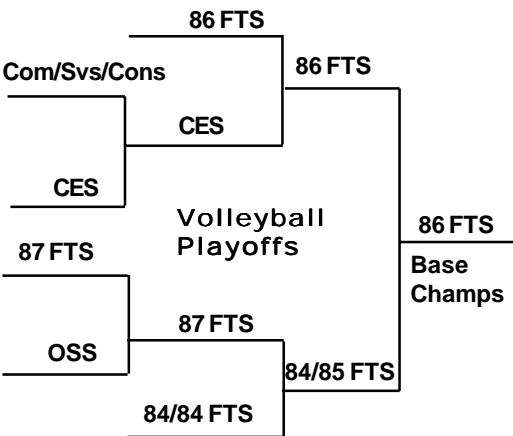 86 FTS
Com/Svs/Cons
86 FTS
CES
CES
Volleyball
Playoffs
86 FTS
87 FTS
Base
Champs
87 FTS
OSS
84/85 FTS
84/84 FTS